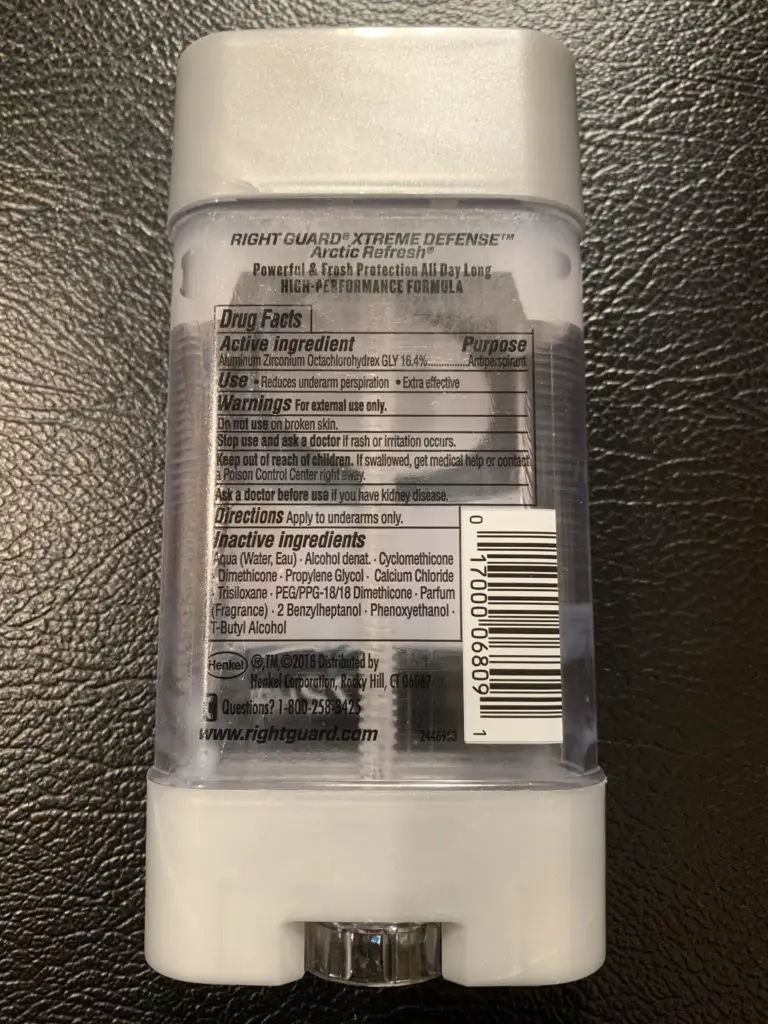 RIGHT GUARD® XTREME DEFENSE™
Arctic Refresh®
Powerful & Fresh Protection All Day Long
HIGH-PERFORMANCE FORMULA
Drug Facts
Active ingredient Purpose
Aluminum Zirconium Octachlorohydrex GLY 16.4%...............Antiperspirant
Use • Reduces underarm perspiration • Extra effective
Warnings For external use only.
Do not use on broken skin.
Stop use and ask a doctor if rash or irritation occurs.
Keep out of reach of children. If swallowed, get medical help or contact
a Poison Control Center right away.
Ask a doctor before use if you have kidney disease.
Directions Apply to underarms only.
Inactive ingredients
Aqua (Water, Eau) · Alcohol denat. · Cyclomethicone
· Dimethicone · Propylene Glycol · Calcium Chloride
· Trisiloxane · PEG/PPG-18/18 Dimethicone · Parfum
(Fragrance) · 2 Benzylheptanol · Phenoxyethanol ·
T-Butyl Alcohol
0 17000 06809 1
Henkel ®,TM,©2018 Distributed by
Henkel Corporation, Rocky Hill, CT 06067
Questions? 1-800-258-3425
www.rightguard.com